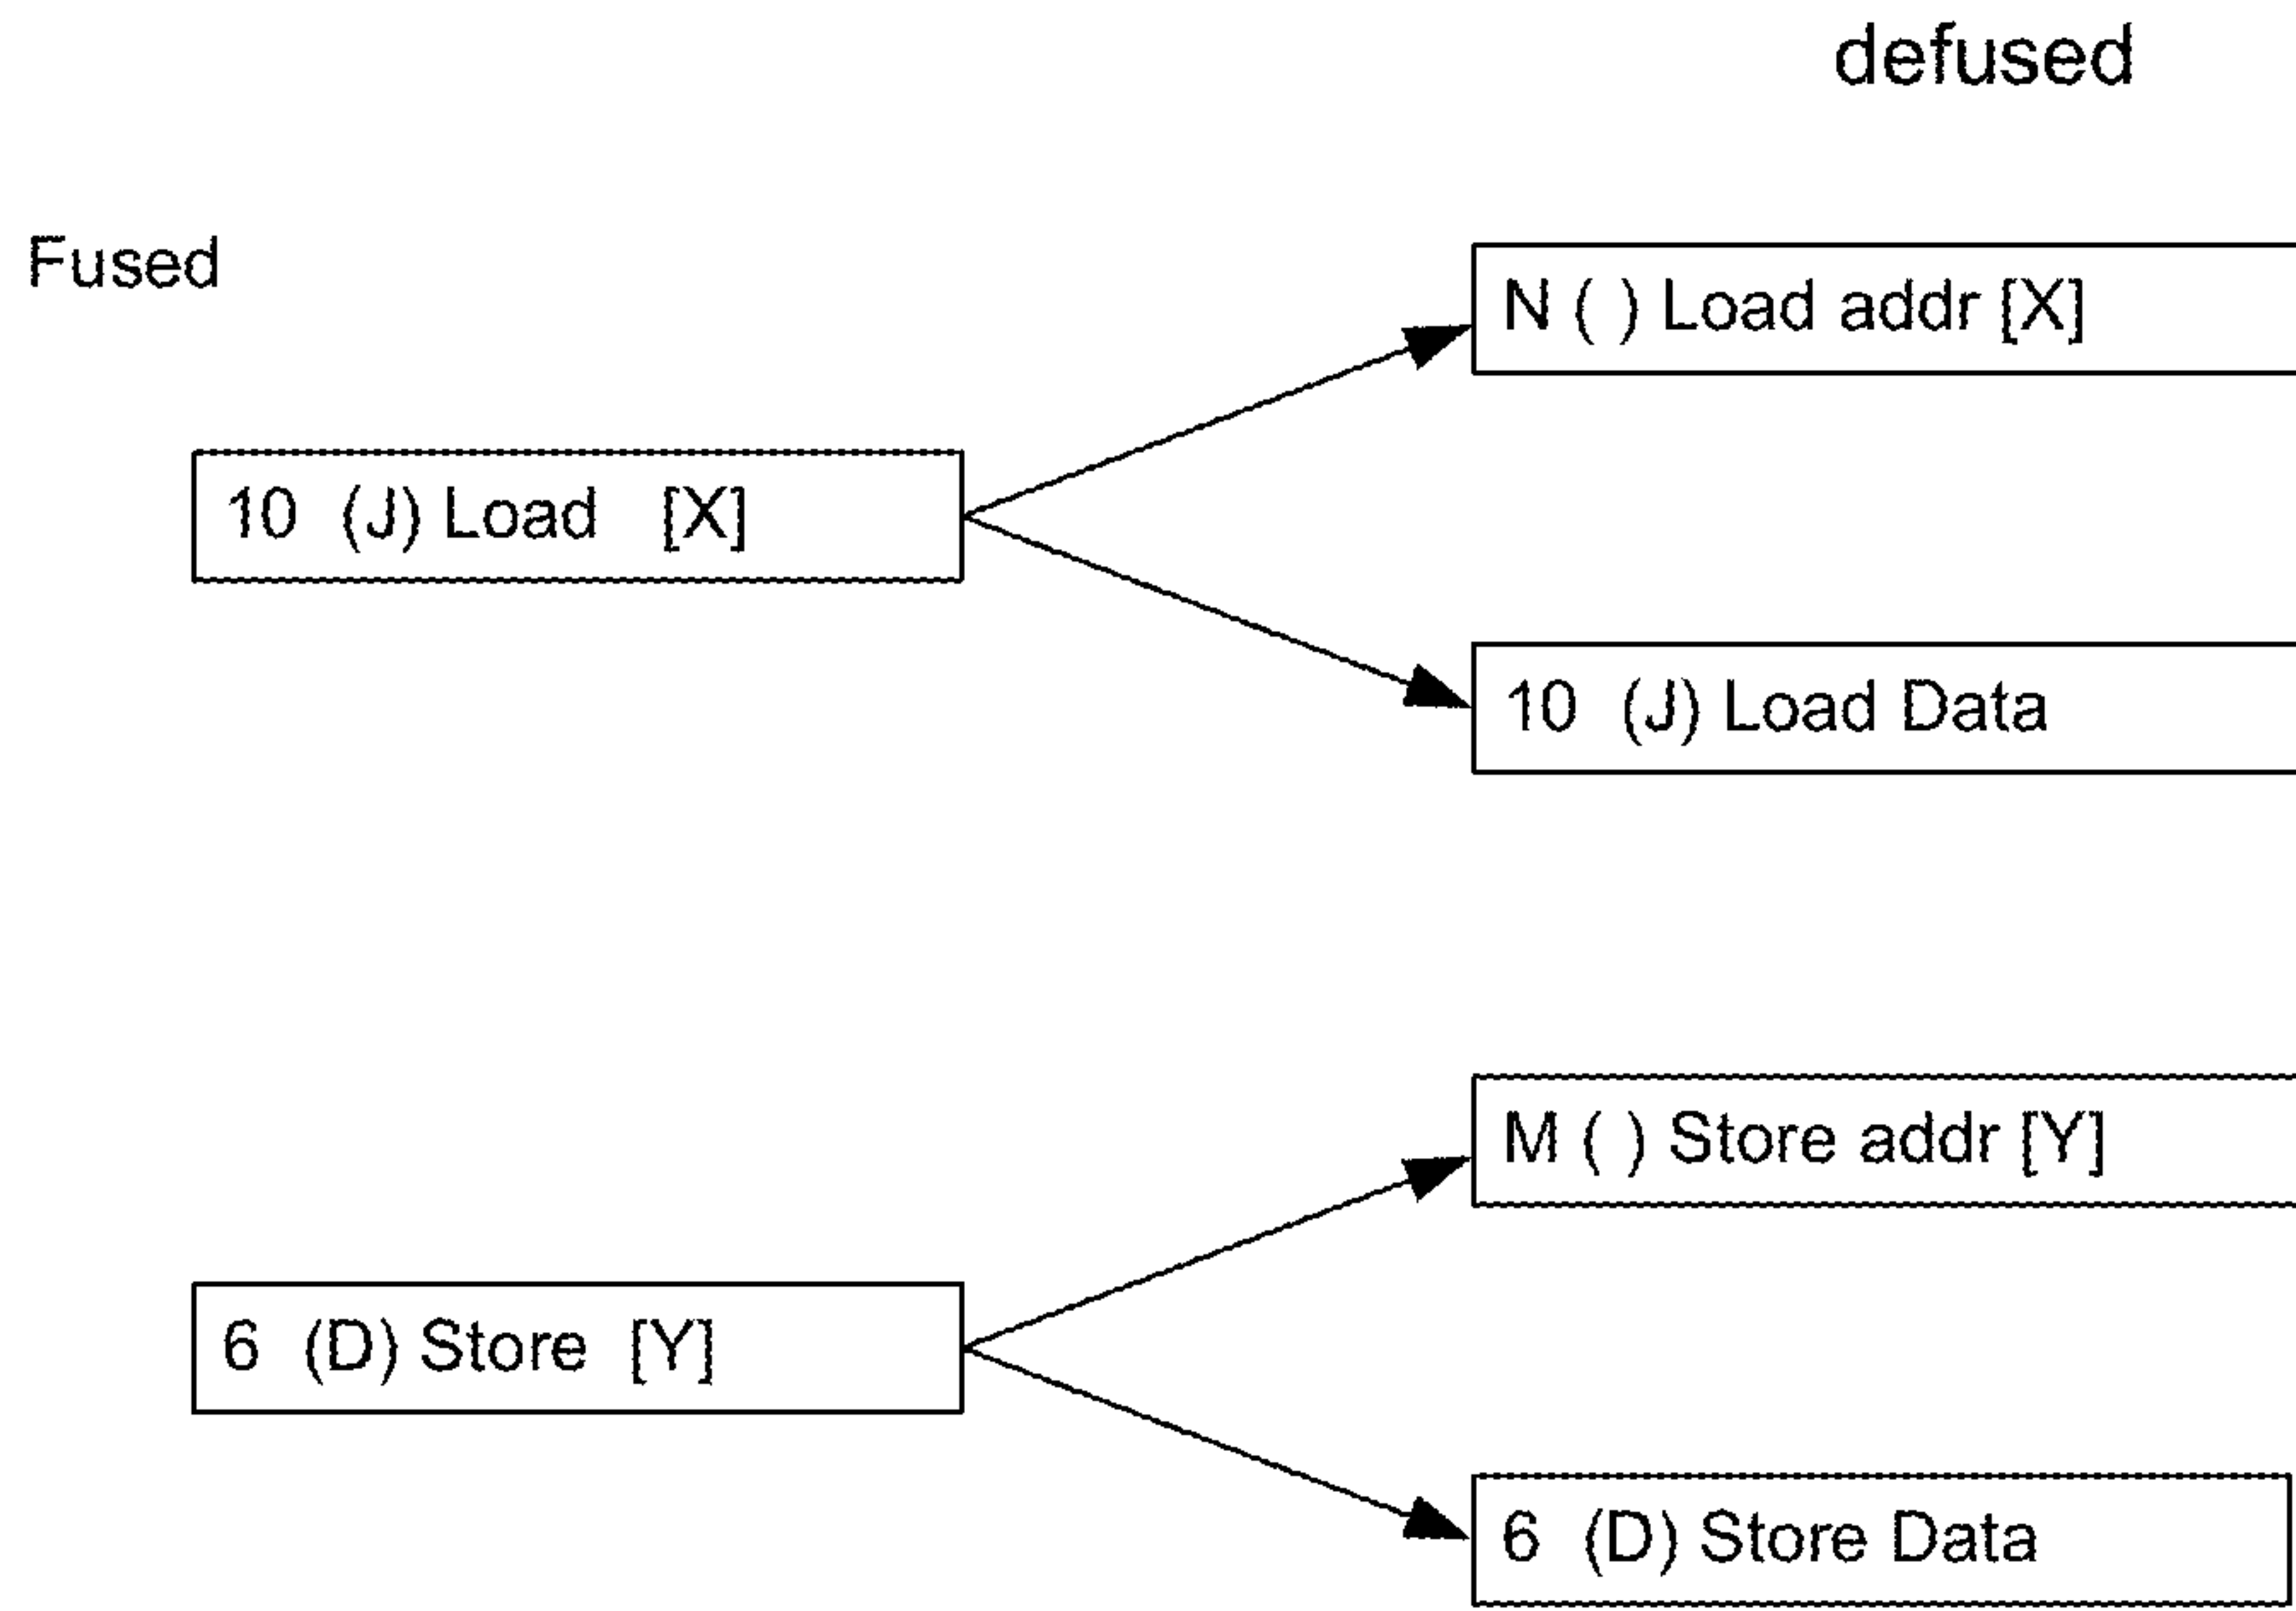 defused
Fused
N ( ) Load addr [X]
10 (J) Load [X]
10 (J) Load Data
M ( ) Store addr [Y]
6 (D) Store [Y]
6 (D) Store Data